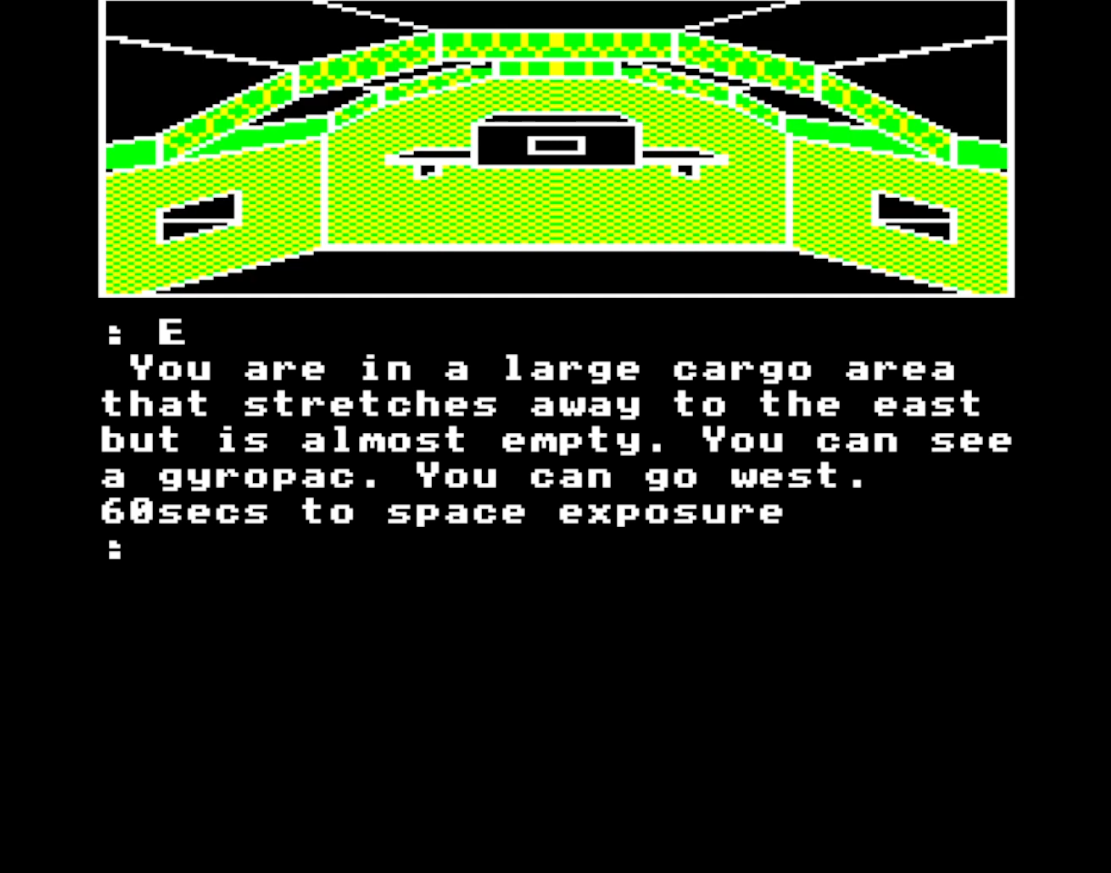 : E
You are in a large cargo area
that stretches away to the east
but is almost empty. You can see
a gyropac. You can go west.
60secs to space exposure
: